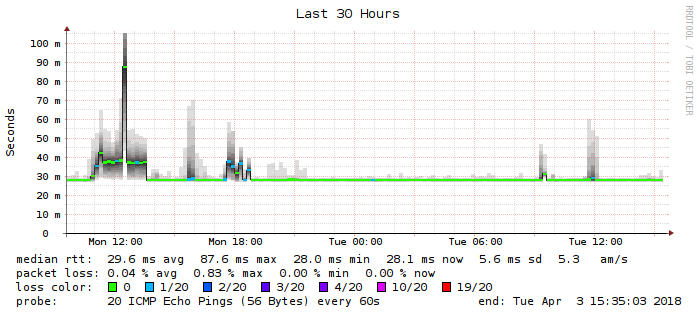 Last 30 Hours
RRDTOOL / TOBI OETIKER
Seconds
100 m
90 m
80 m
70 m
60 m
50 m
40 m
30 m
20 m
10 m
0
Mon 12:00 Mon 18:00 Tue 00:00 Tue 06:00 Tue 12:00
median rtt: 29.6 ms avg 87.6 ms max 28.0 ms min 28.1 ms now 5.6 ms sd 5.3 am/s
packet loss: 0.04 % avg 0.83 % max 0.00 % min 0.00 % now
loss color: 0 1/20 2/20 3/20 4/20 10/20 19/20
probe: 20 ICMP Echo Pings (56 Bytes) every 60s end: Tue Apr 3 15:35:03 2018